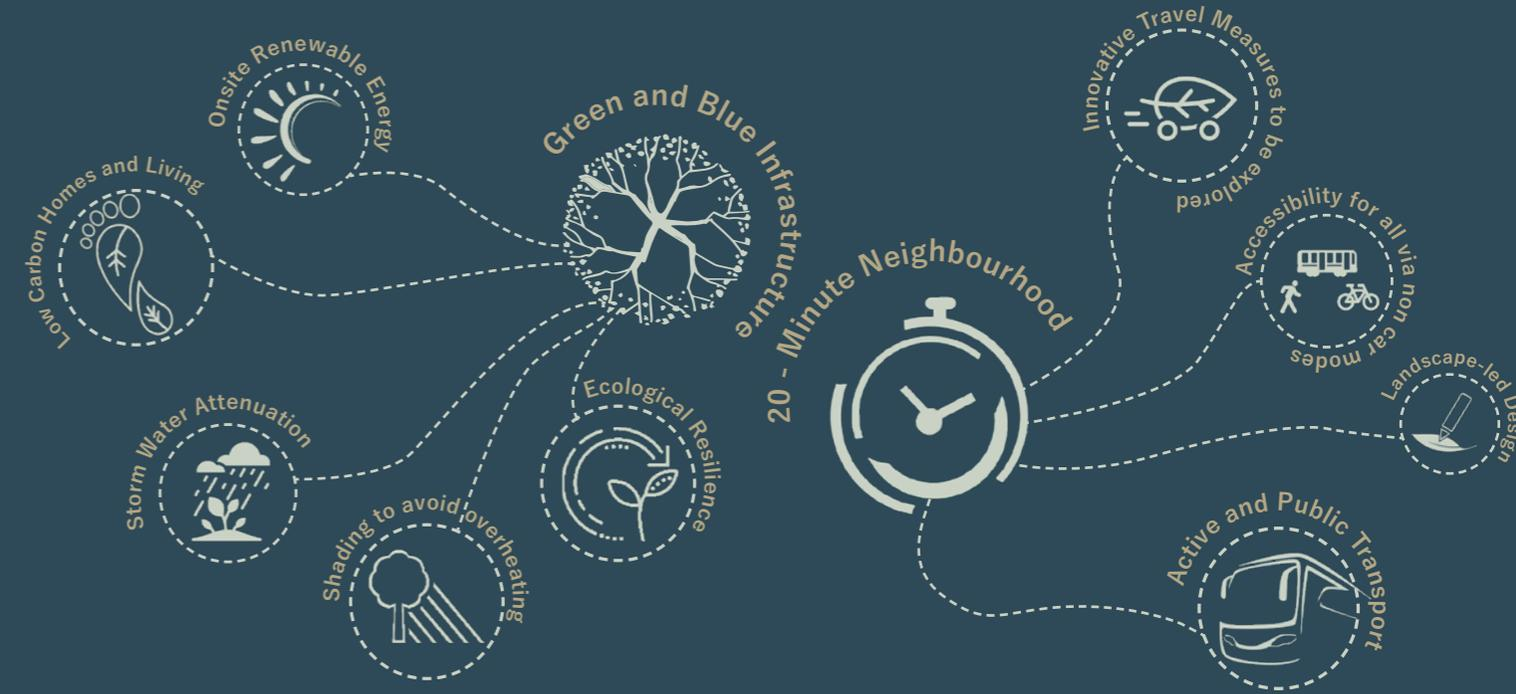 Onsite Renewable Energy
Low Carbon Homes and Living
Green and Blue Infrastructure
Storm Water Attenuation
Shading to avoid overheating
Ecological Resilience
20 - Minute Neighbourhood
Innovative Travel Measures to be explored
Accessibility for all via non car modes
Landscape-led Design
Active and Public Transport